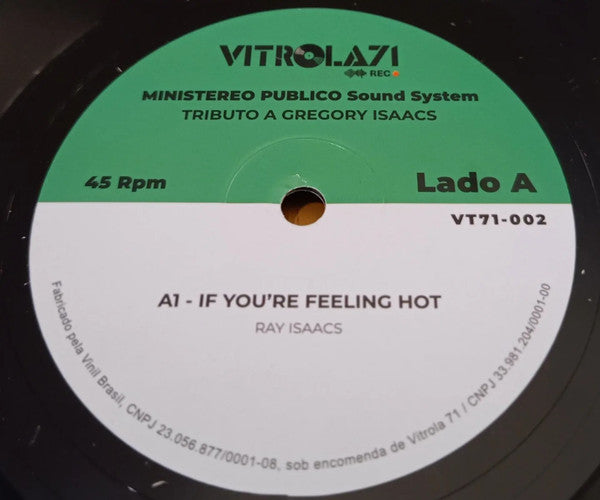 VITROLA71
REC
MINISTEREO PUBLICO Sound System
TRIBUTO A GREGORY ISAACS
45 Rpm
Lado A
VT71-002
A1 - IF YOU'RE FEELING HOT
RAY ISAACS
Fabricado pela Vinil Brasil, CNPJ 23.056.877/0001-08, sob encomenda de Vitrola 71 / CNPJ 33.981.204/0001-00